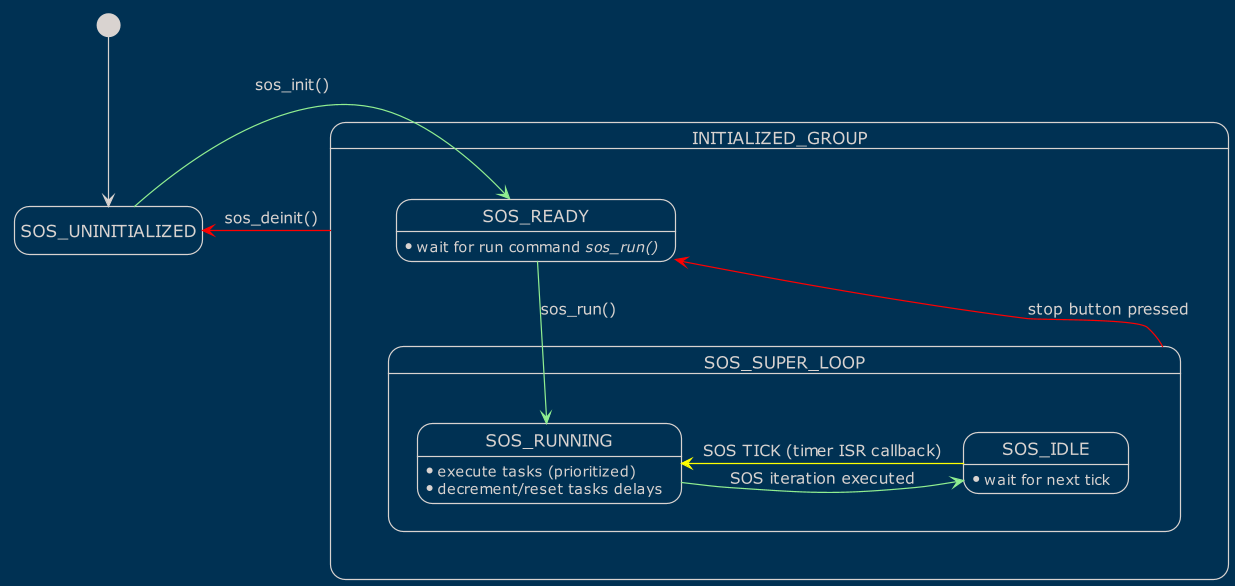 sos_init()
INITIALIZED_GROUP
SOS_UNINITIALIZED
sos_deinit()
SOS_READY
• wait for run command sos_run()
sos_run()
stop button pressed
SOS_SUPER_LOOP
SOS_RUNNING
• execute tasks (prioritized)
• decrement/reset tasks delays
SOS TICK (timer ISR callback)
SOS iteration executed
SOS_IDLE
• wait for next tick